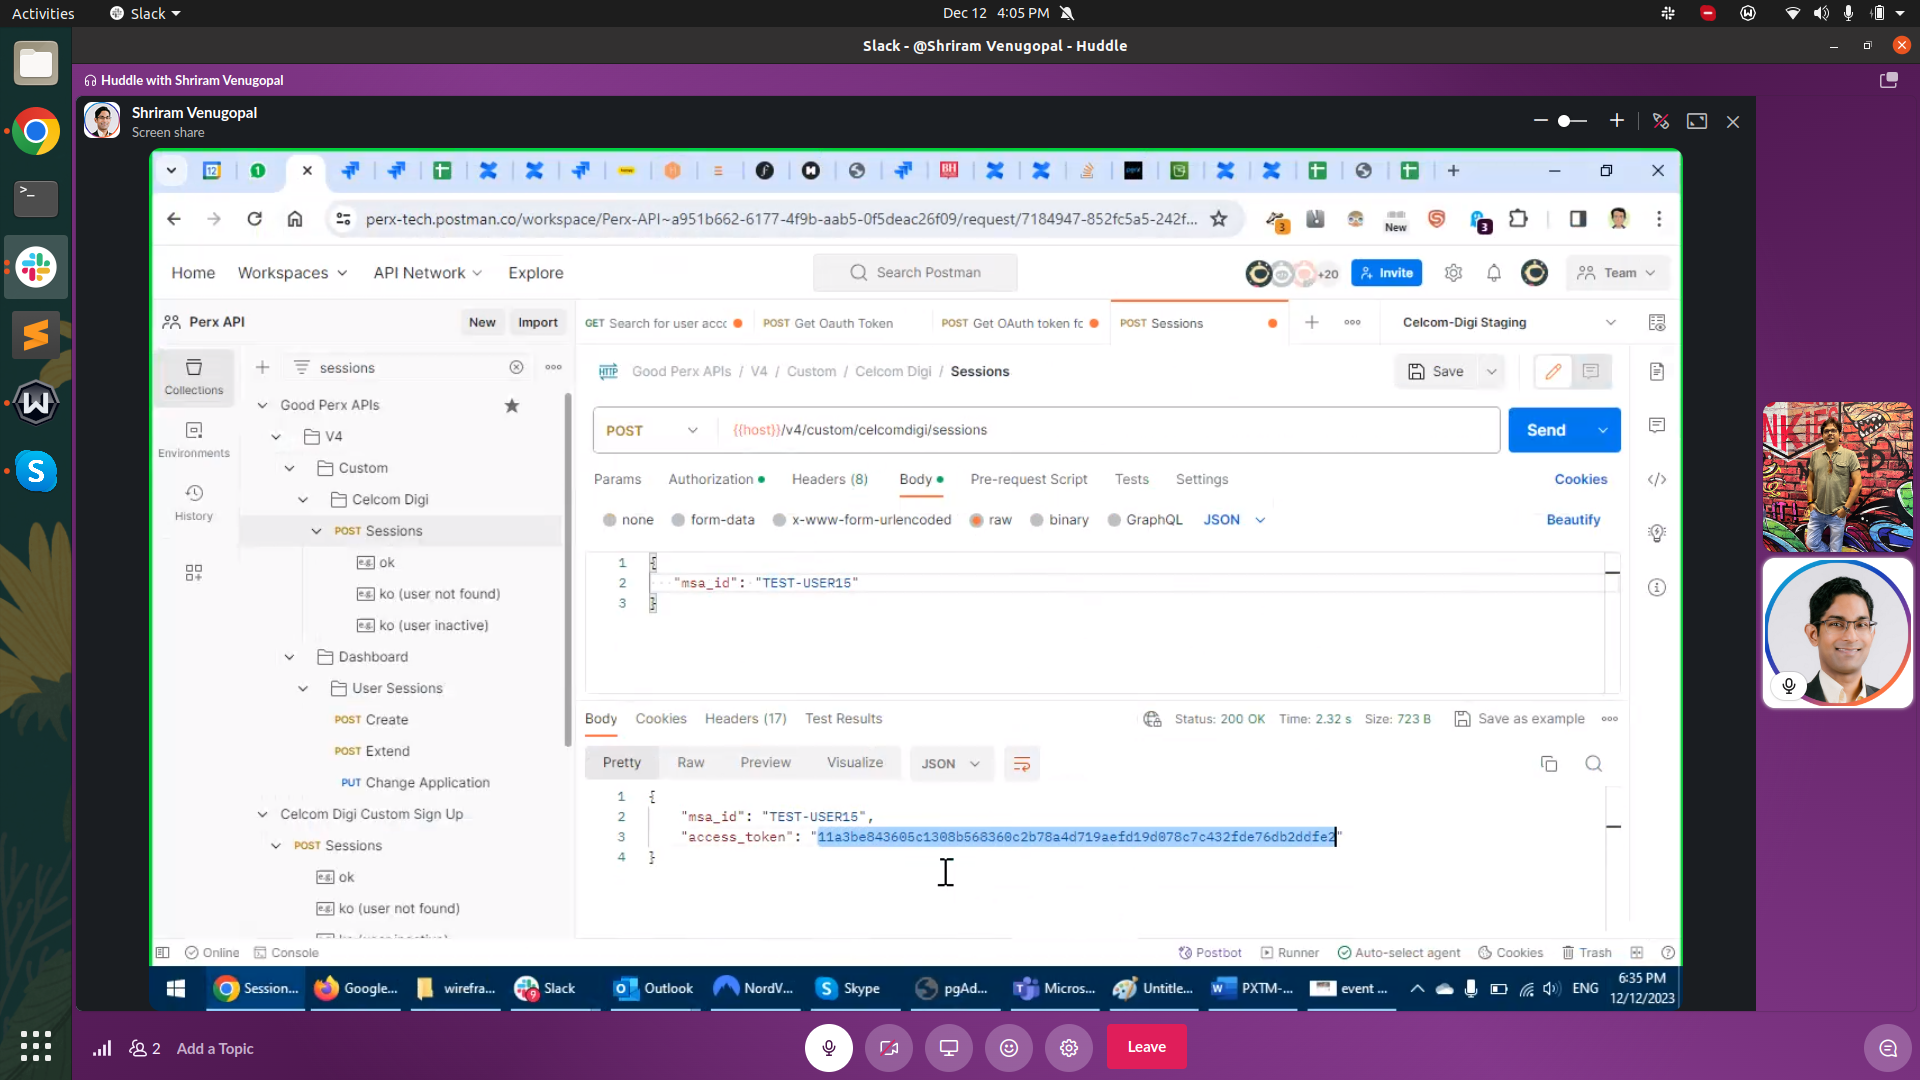 Activities
Slack
Dec 12 4:05 PM
Slack - @Shriram Venugopal - Huddle
Huddle with Shriram Venugopal
Shriram Venugopal
Screen share
perx-tech.postman.co/workspace/Perx-API~a951b662-6177-4f9b-aab5-0f5deac26f09/request/7184947-852fc5a5-242f...
3
New
3
Home
Workspaces
API Network
Explore
Search Postman
+20
Invite
Team
Perx API
New
Import
GET Search for user acco
POST Get Oauth Token
POST Get OAuth token fo
POST Sessions
Celcom-Digi Staging
Collections
Environments
History
sessions
Good Perx APIs
V4
Custom
Celcom Digi
POST Sessions
e.g. ok
e.g. ko (user not found)
e.g. ko (user inactive)
Dashboard
User Sessions
POST Create
POST Extend
PUT Change Application
Celcom Digi Custom Sign Up
POST Sessions
e.g. ok
e.g. ko (user not found)
HTTP Good Perx APIs / V4 / Custom / Celcom Digi / Sessions
Save
POST
{{host}}/v4/custom/celcomdigi/sessions
Send
Params
Authorization
Headers (8)
Body
Pre-request Script
Tests
Settings
Cookies
none
form-data
x-www-form-urlencoded
raw
binary
GraphQL
JSON
Beautify
1 {
2 "msa_id": "TEST-USER15"
3 }
Body
Cookies
Headers (17)
Test Results
Status: 200 OK
Time: 2.32 s
Size: 723 B
Save as example
Pretty
Raw
Preview
Visualize
JSON
1 {
2 "msa_id": "TEST-USER15",
3 "access_token": "11a3be843605c1308b568360c2b78a4d719aefd19d078c7c432fde76db2ddfe2"
4 }
Online
Console
Postbot
Runner
Auto-select agent
Cookies
Trash
Session...
Google...
wirefra...
Slack
Outlook
NordV...
Skype
pgAd...
Micros...
Untitle...
PXTM-...
event ...
ENG
6:35 PM
12/12/2023
2
Add a Topic
Leave